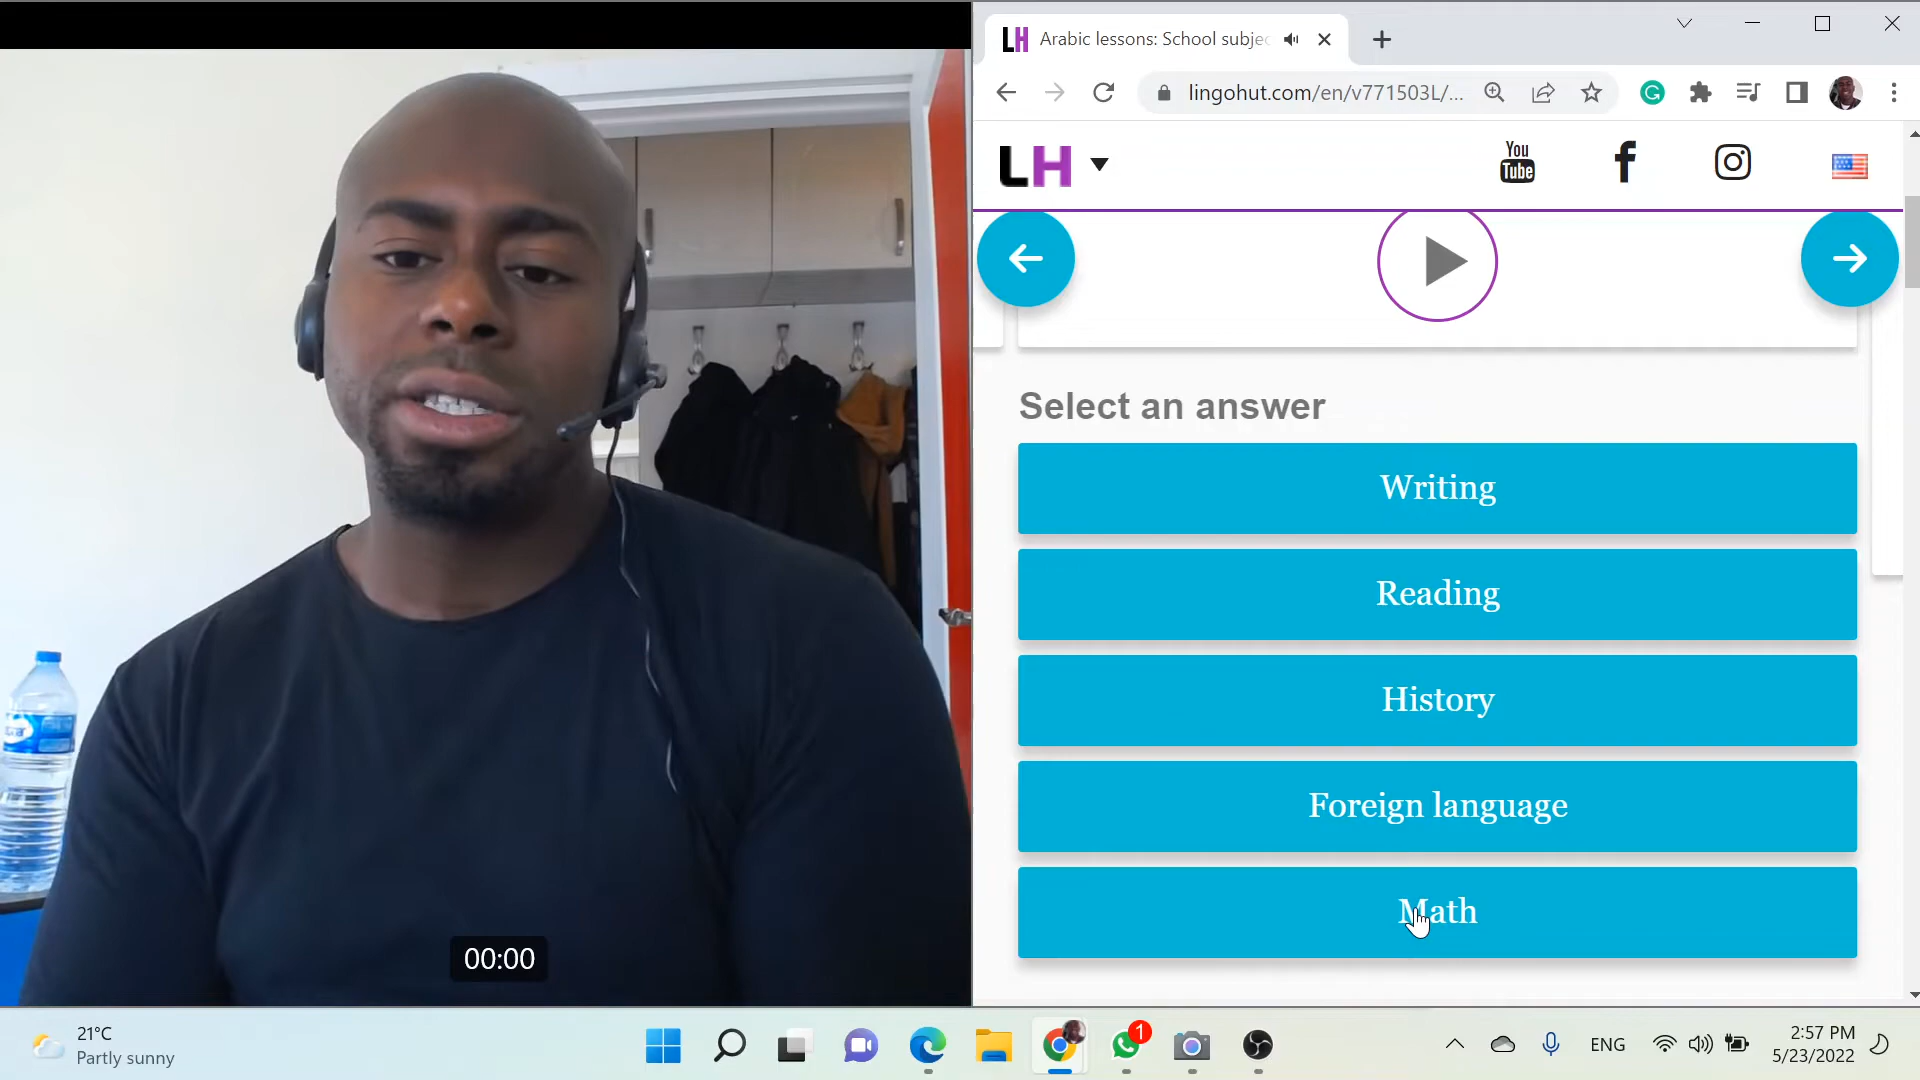 LH Arabic lessons: School subjec
lingohut.com/en/v771503L/...
LH
You
Tube
Select an answer
Writing
Reading
History
Foreign language
Math
00:00
21°C
Partly sunny
1
ENG
2:57 PM
5/23/2022